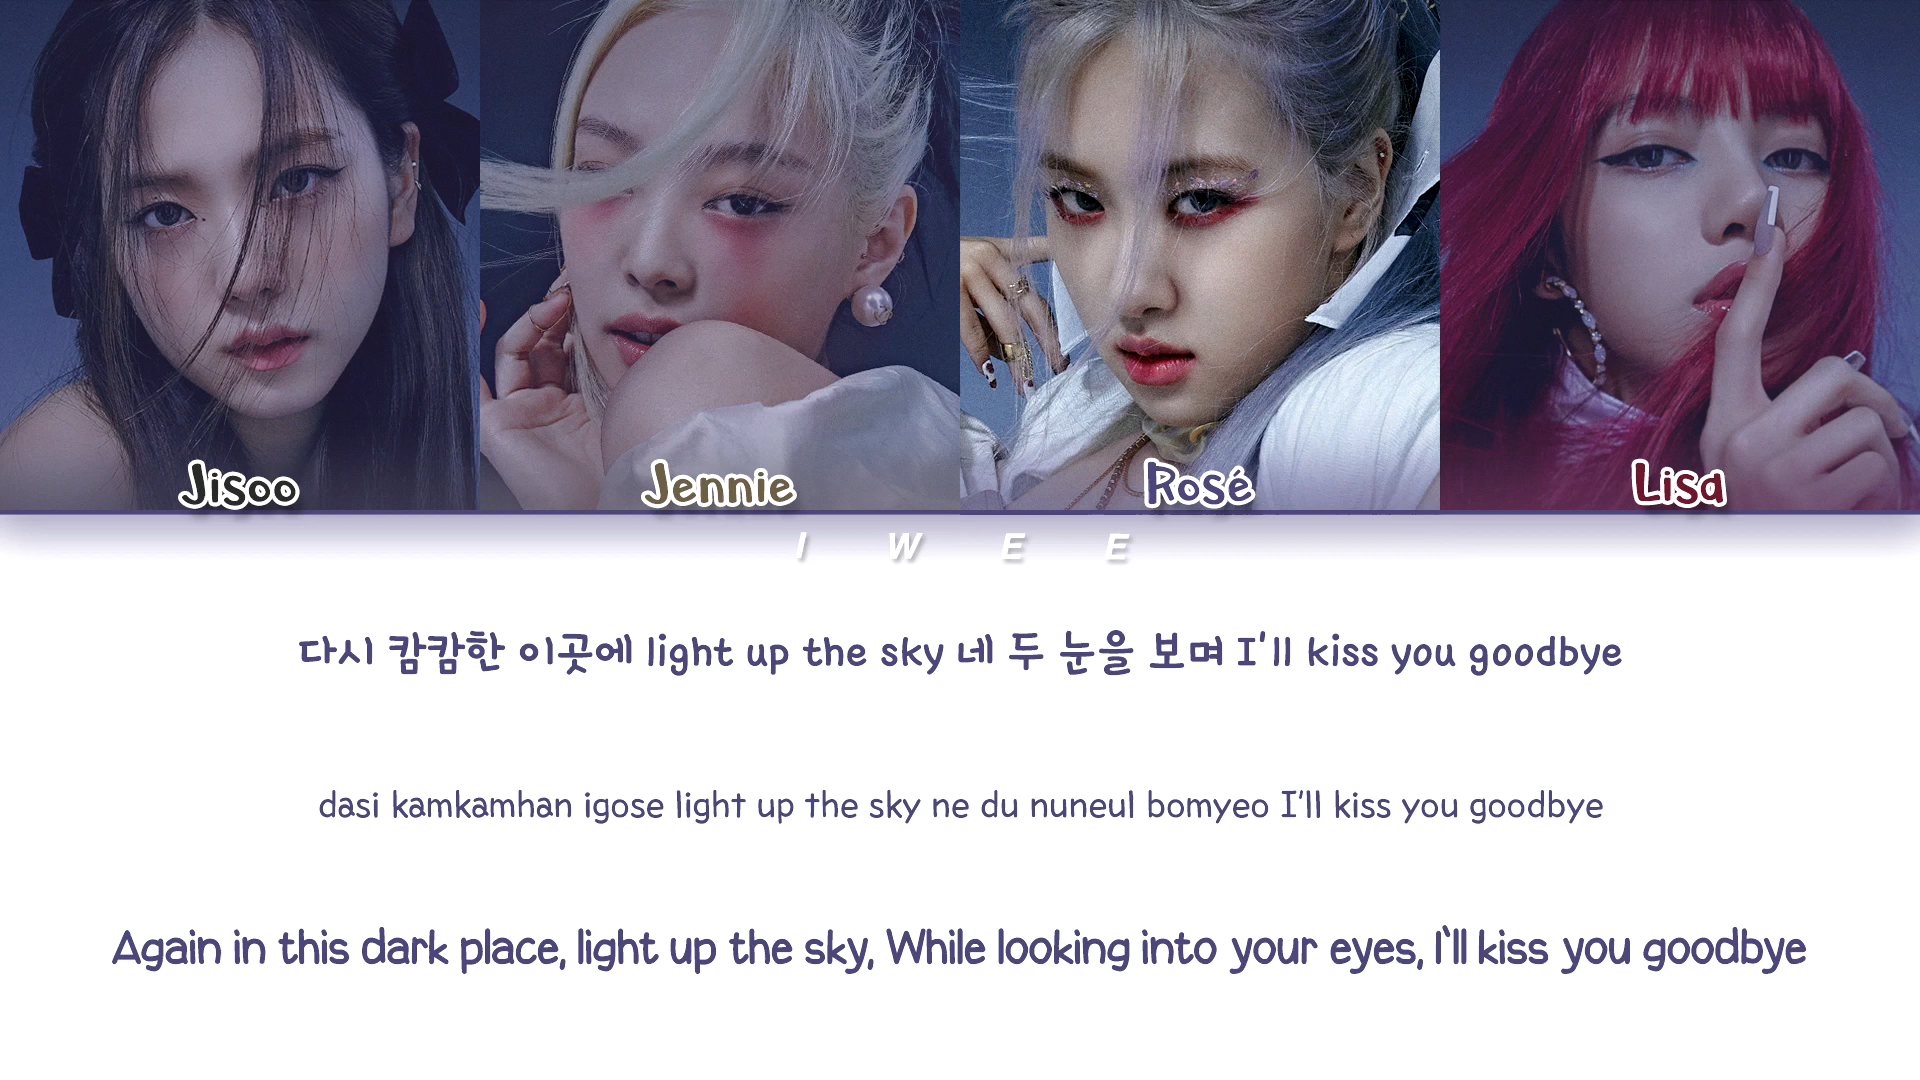 Jisoo
Jennie
Rosé
Lisa
I W E E
다시 캄캄한 이곳에 light up the sky 네 두 눈을 보며 I'll kiss you goodbye
dasi kamkamhan igose light up the sky ne du nuneul bomyeo I'll kiss you goodbye
Again in this dark place, light up the sky, While looking into your eyes, I`ll kiss you goodbye